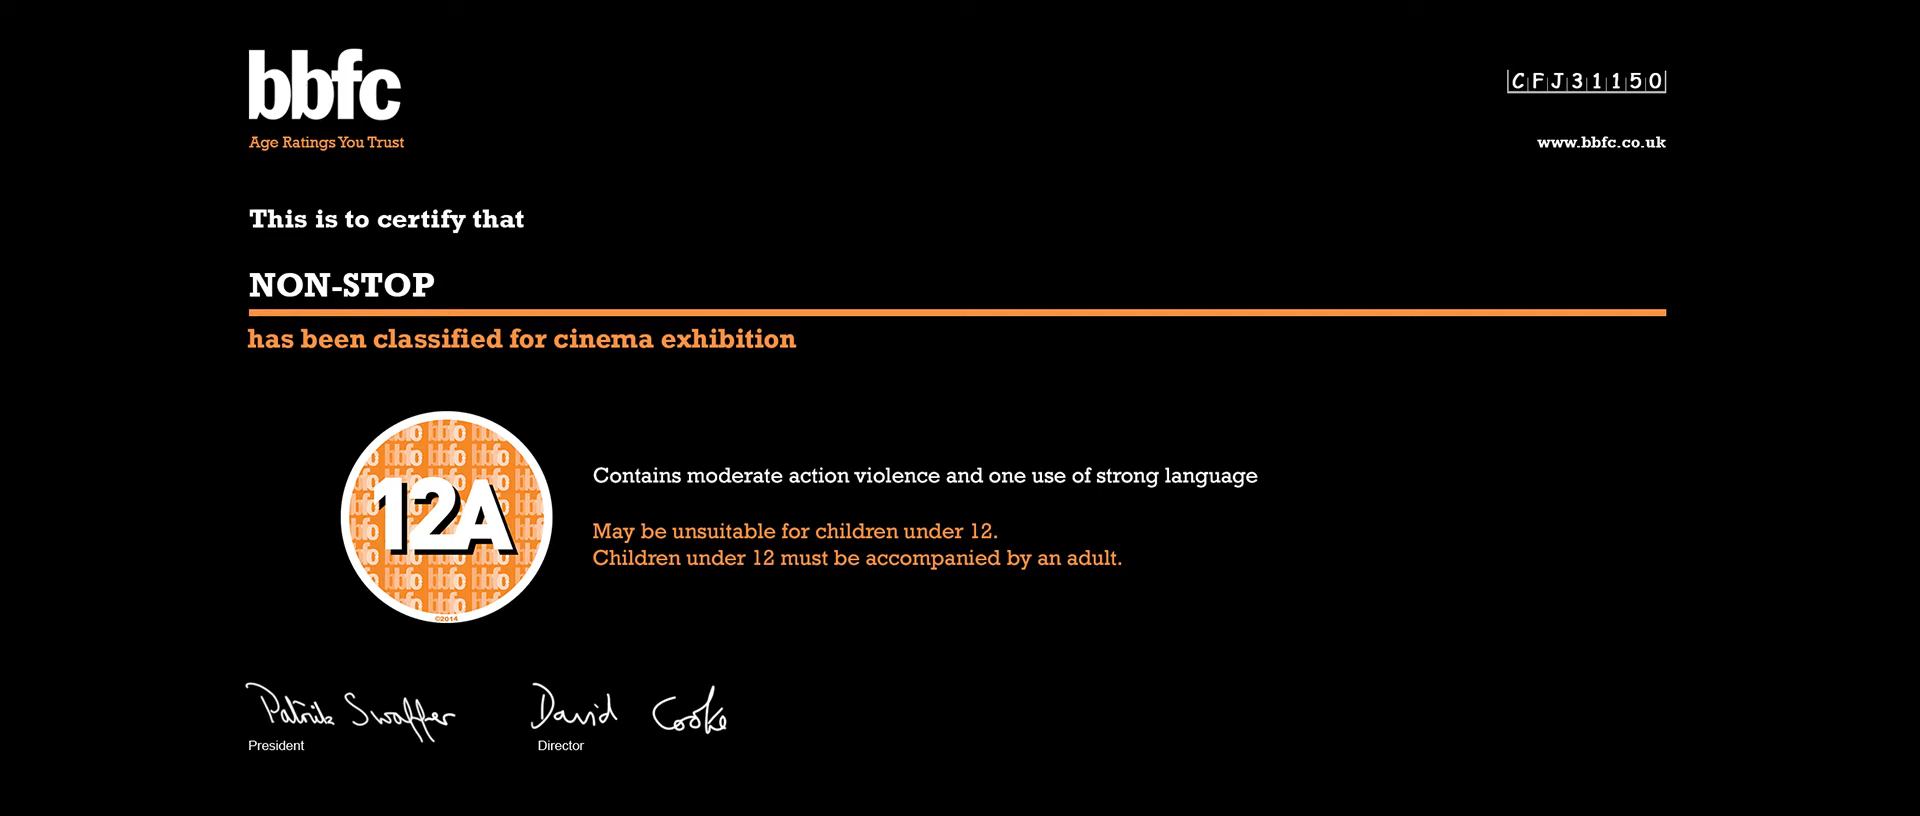 bbfc
CFJ31150
Age Ratings You Trust
www.bbfc.co.uk
This is to certify that
NON-STOP
has been classified for cinema exhibition
12A
©2014
Contains moderate action violence and one use of strong language
May be unsuitable for children under 12.
Children under 12 must be accompanied by an adult.
Patrick Swaffer
David Cooke
President
Director